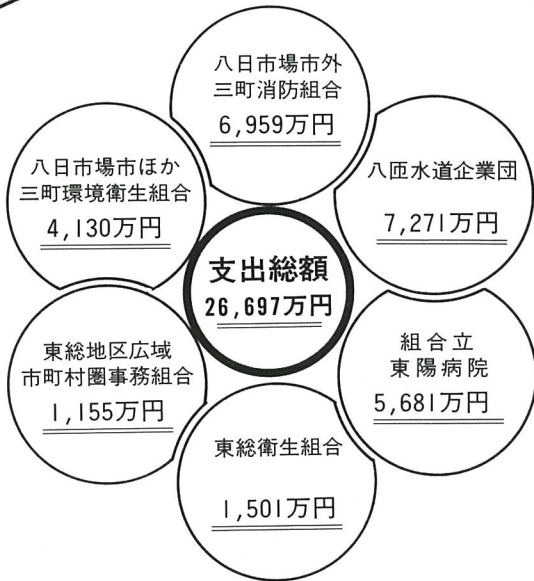 八日市場市外
三町消防組合
6,959万円
八匝水道企業団
7,271万円
組合立
東陽病院
5,681万円
東総衛生組合
1,501万円
東総地区広域
市町村圏事務組合
1,155万円
八日市場市ほか
三町環境衛生組合
4,130万円
支出総額
26,697万円